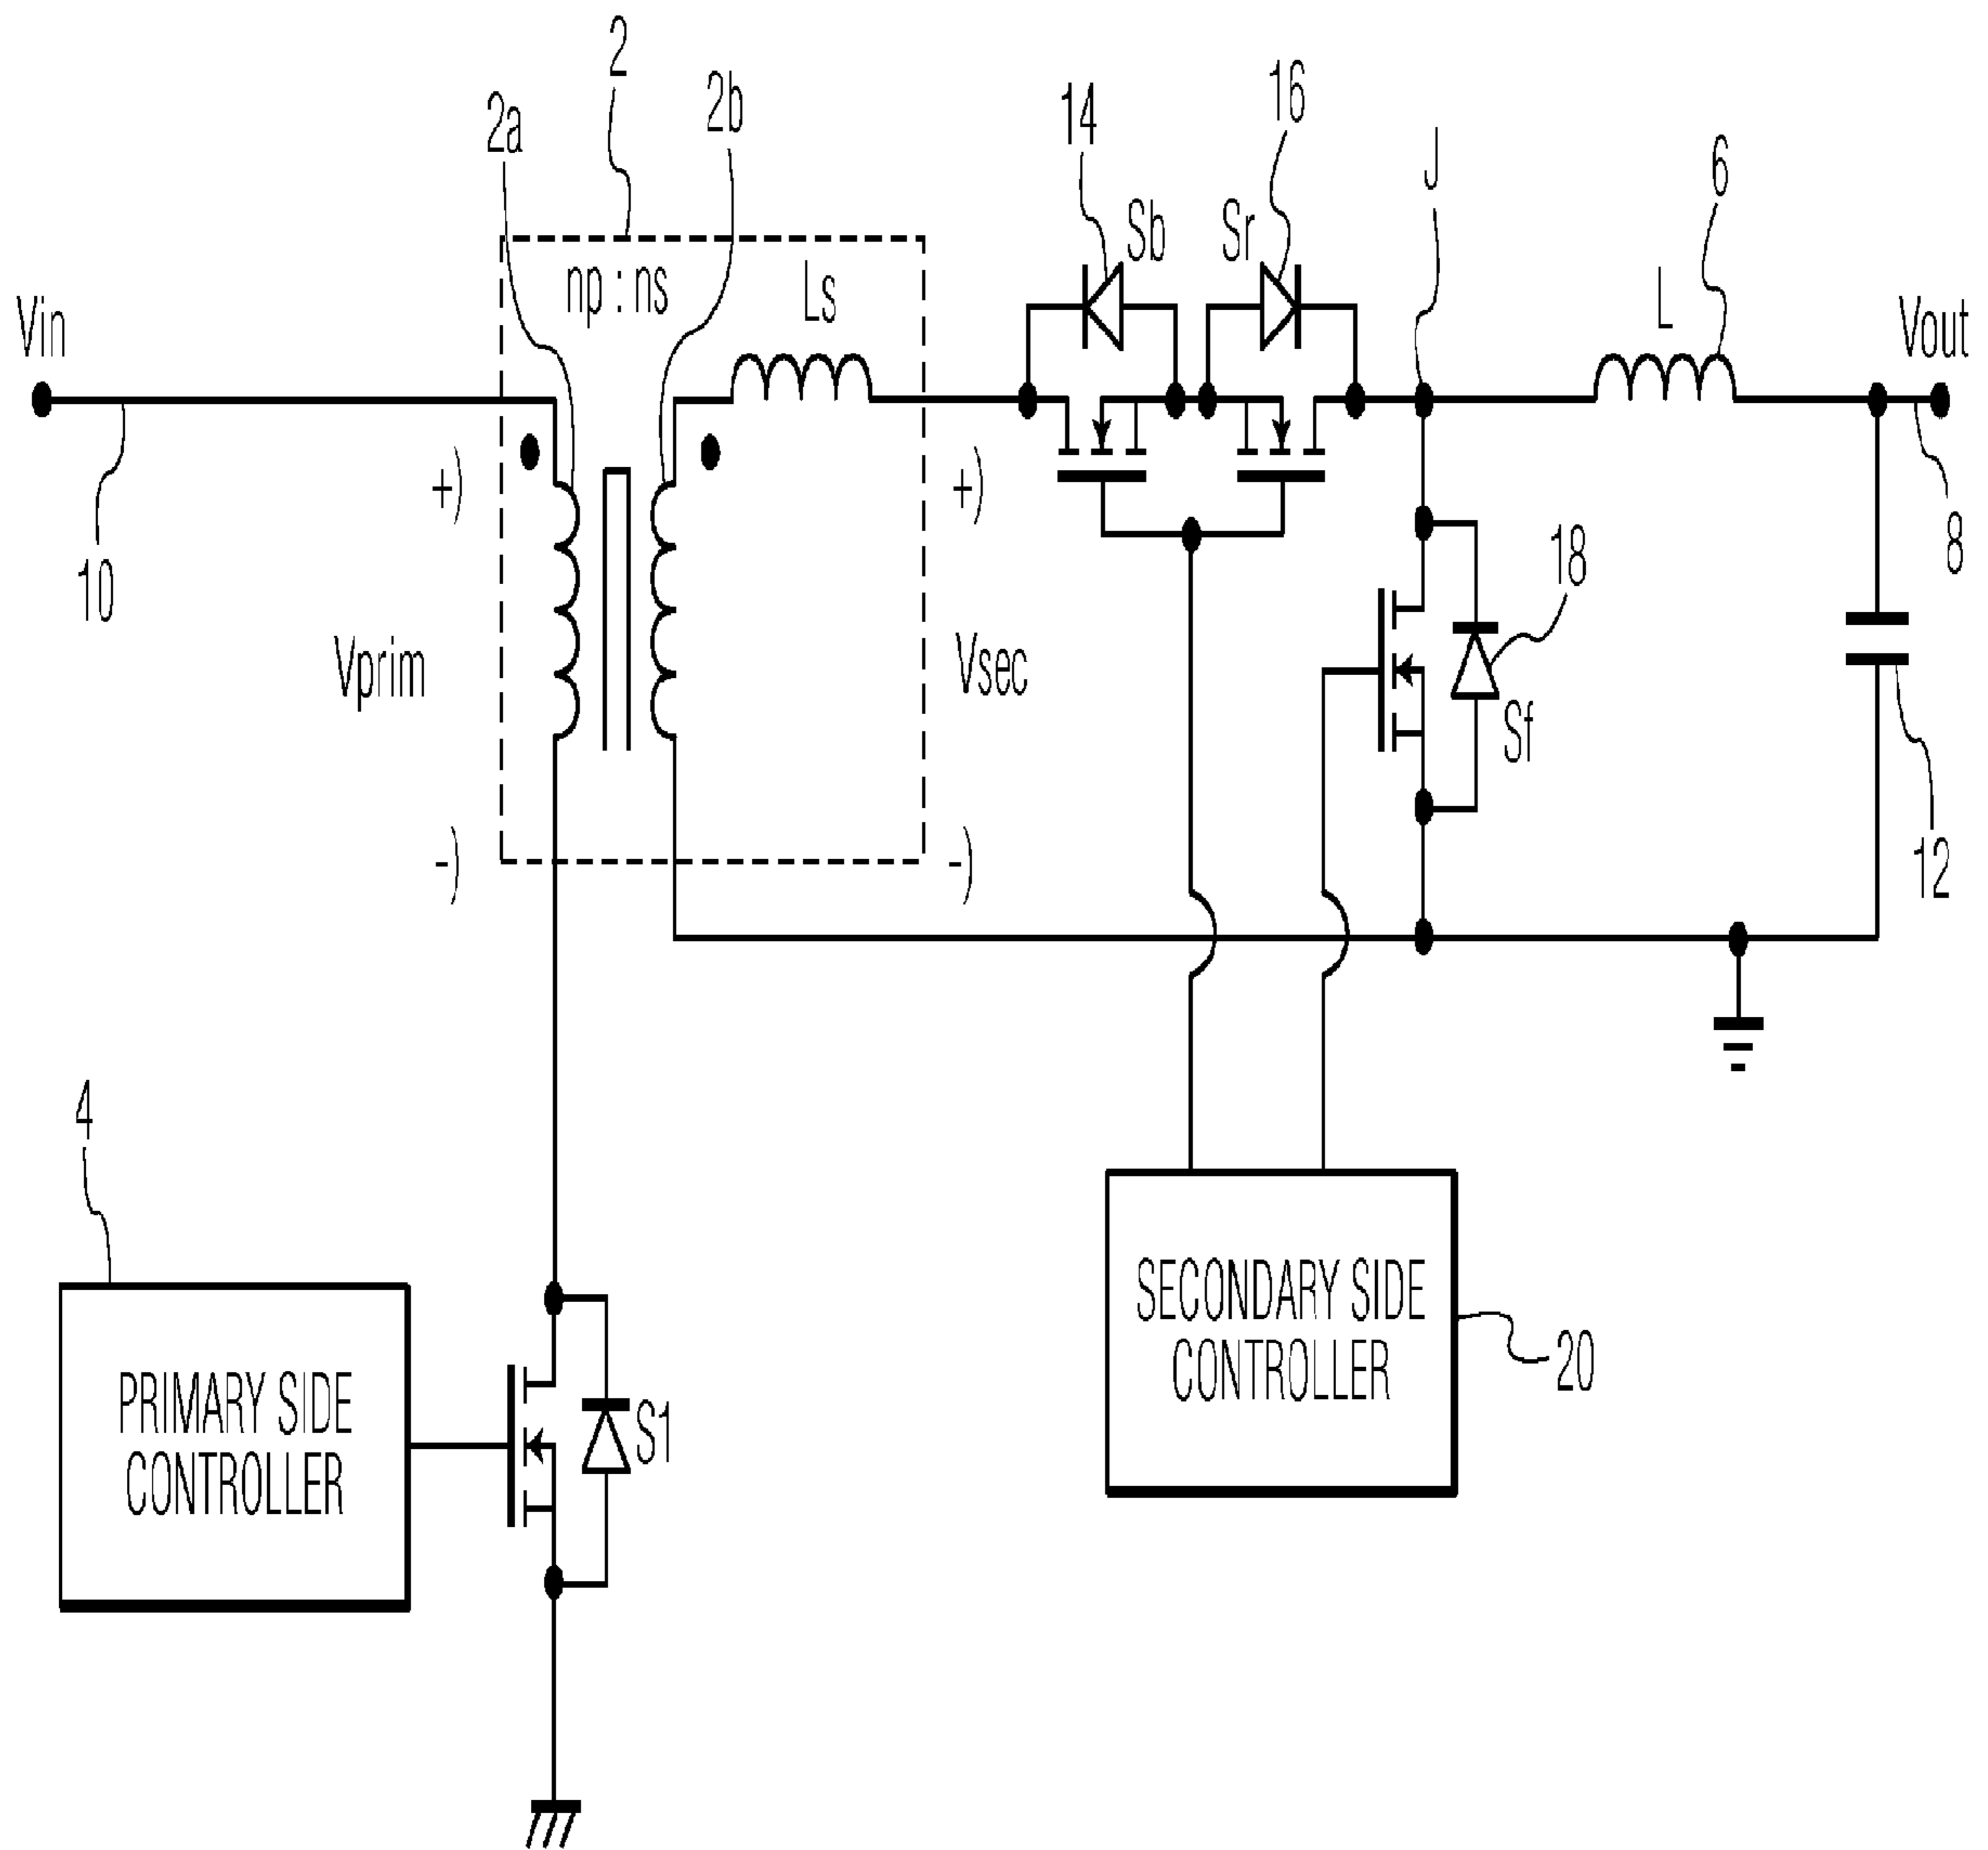 2
2a
2b
14
16
J
6
Sb
Sr
np : ns
Ls
L
Vin
Vout
+)
+)
10
8
18
Vprim
Vsec
Sf
-)
-)
12
4
PRIMARY SIDE
CONTROLLER
S1
SECONDARY SIDE
CONTROLLER
20